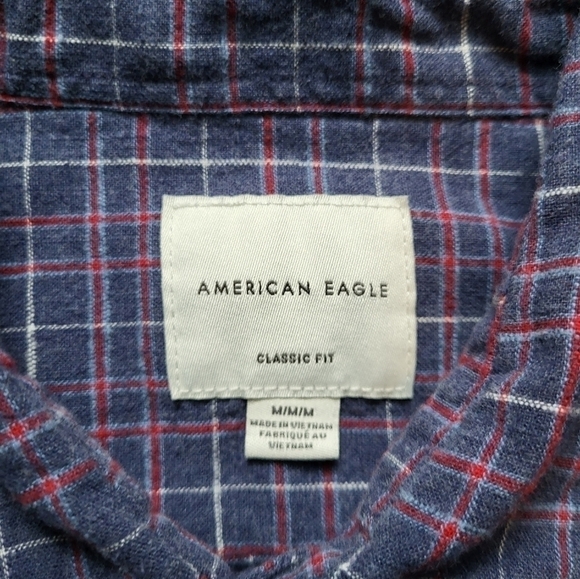 AMERICAN EAGLE
CLASSIC FIT
M/M/M
MADE IN VIETNAM
FABRIQUÉ AU
VIETNAM